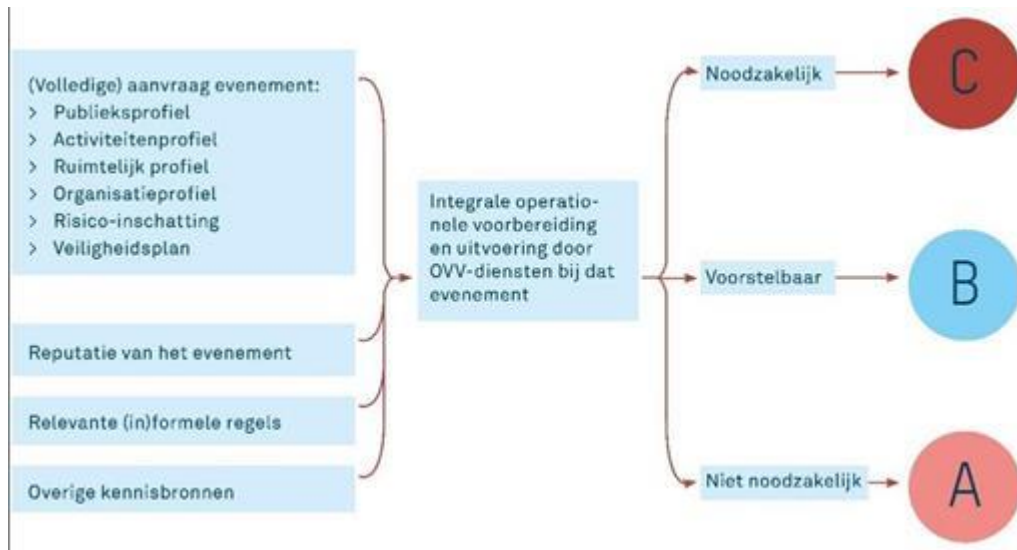 (Volledige) aanvraag evenement:
> Publieksprofiel
> Activiteitenprofiel
> Ruimtelijk profiel
> Organisatieprofiel
> Risico-inschatting
> Veiligheidsplan
Reputatie van het evenement
Relevante (in)formele regels
Overige kennisbronnen
Integrale operatio-
nele voorbereiding
en uitvoering door
OVV-diensten bij dat
evenement
Noodzakelijk
C
Voorstelbaar
B
Niet noodzakelijk
A